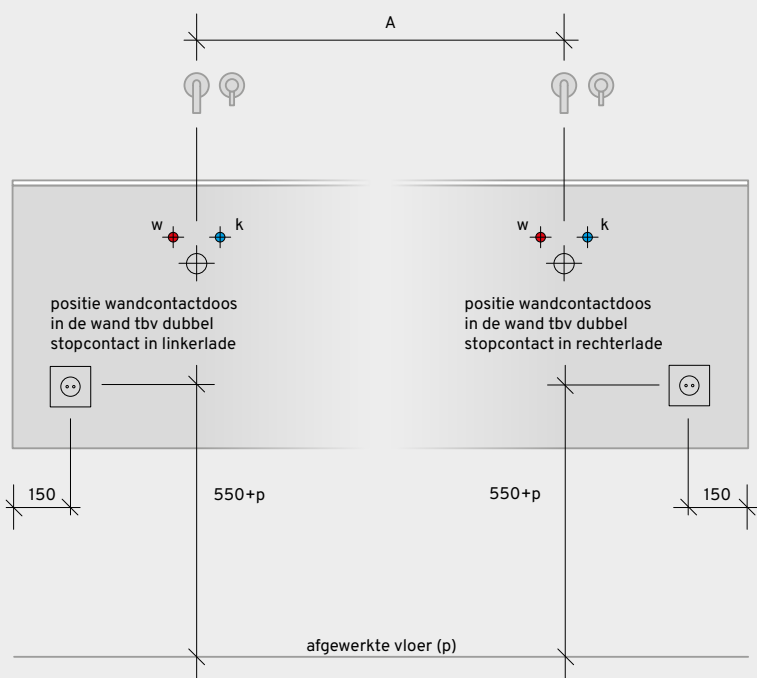 A
w
k
w
k
positie wandcontactdoos
in de wand tbv dubbel
stopcontact in linkerlade
positie wandcontactdoos
in de wand tbv dubbel
stopcontact in rechterlade
150
550+p
550+p
150
afgewerkte vloer (p)